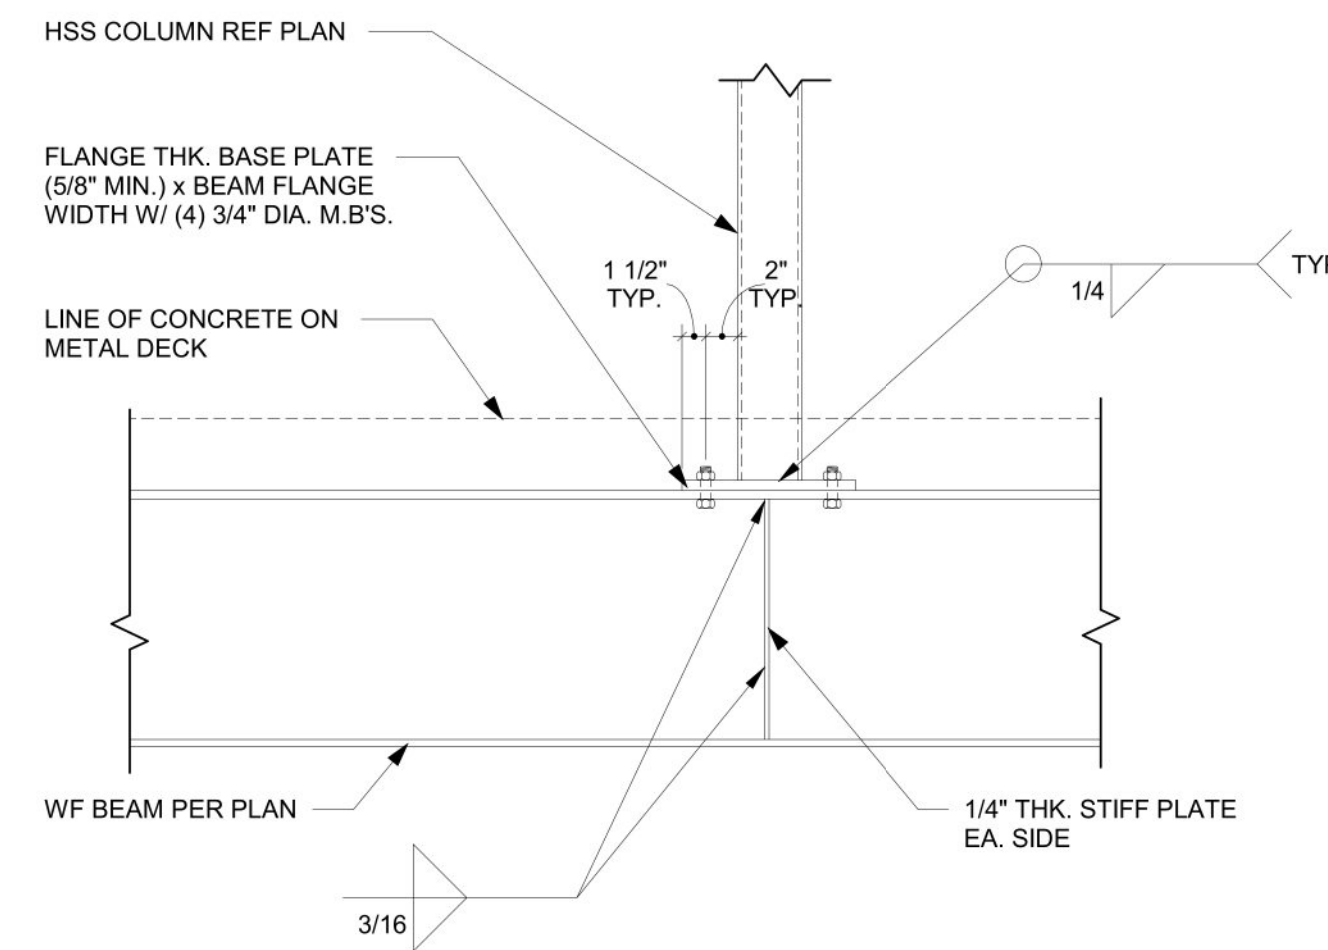 HSS COLUMN REF PLAN
FLANGE THK. BASE PLATE
(5/8" MIN.) x BEAM FLANGE
WIDTH W/ (4) 3/4" DIA. M.B'S.
1 1/2"
TYP.
2"
TYP.
1/4
LINE OF CONCRETE ON
METAL DECK
WF BEAM PER PLAN
1/4" THK. STIFF PLATE
EA. SIDE
3/16